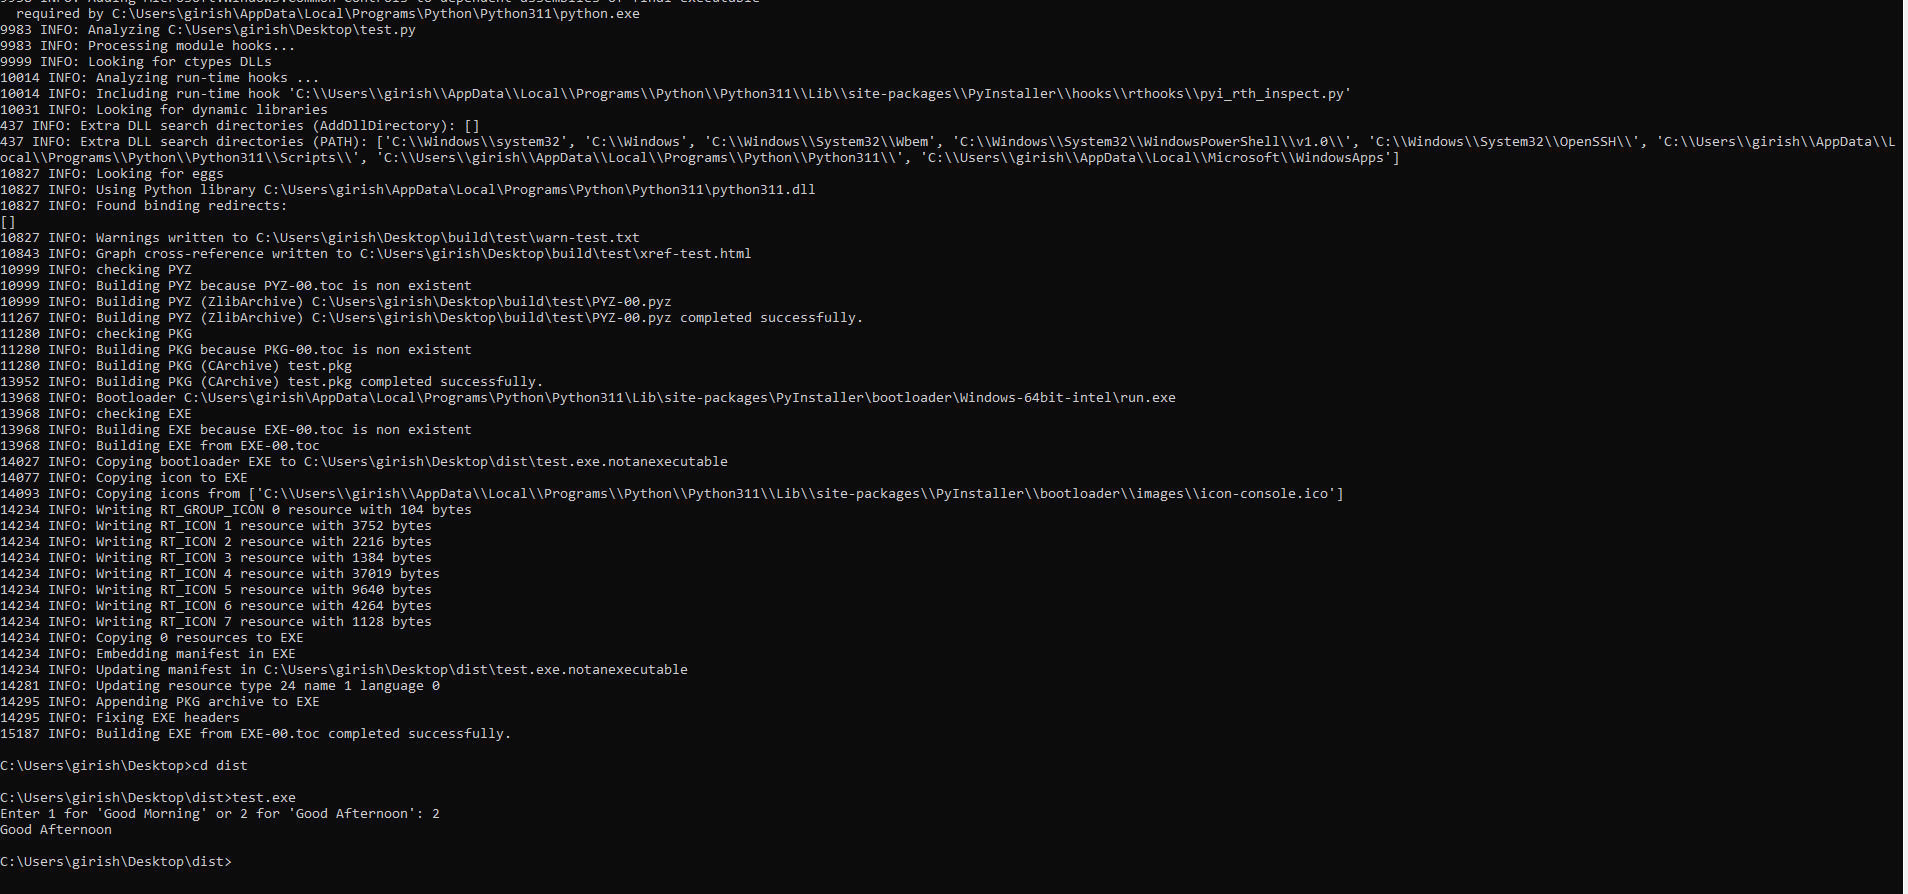 9958 INFO: Adding Microsoft.Windows.Common-Controls to dependent assemblies of final executable
  required by C:\Users\girish\AppData\Local\Programs\Python\Python311\python.exe
9983 INFO: Analyzing C:\Users\girish\Desktop\test.py
9983 INFO: Processing module hooks...
9999 INFO: Looking for ctypes DLLs
10014 INFO: Analyzing run-time hooks ...
10014 INFO: Including run-time hook 'C:\\Users\\girish\\AppData\\Local\\Programs\\Python\\Python311\\Lib\\site-packages\\PyInstaller\\hooks\\rthooks\\pyi_rth_inspect.py'
10031 INFO: Looking for dynamic libraries
437 INFO: Extra DLL search directories (AddDllDirectory): []
437 INFO: Extra DLL search directories (PATH): ['C:\\Windows\\system32', 'C:\\Windows', 'C:\\Windows\\System32\\Wbem', 'C:\\Windows\\System32\\WindowsPowerShell\\v1.0\\', 'C:\\Windows\\System32\\OpenSSH\\', 'C:\\Users\\girish\\AppData\\L
ocal\\Programs\\Python\\Python311\\Scripts\\', 'C:\\Users\\girish\\AppData\\Local\\Programs\\Python\\Python311\\', 'C:\\Users\\girish\\AppData\\Local\\Microsoft\\WindowsApps']
10827 INFO: Looking for eggs
10827 INFO: Using Python library C:\Users\girish\AppData\Local\Programs\Python\Python311\python311.dll
10827 INFO: Found binding redirects:
[]
10827 INFO: Warnings written to C:\Users\girish\Desktop\build\test\warn-test.txt
10843 INFO: Graph cross-reference written to C:\Users\girish\Desktop\build\test\xref-test.html
10999 INFO: checking PYZ
10999 INFO: Building PYZ because PYZ-00.toc is non existent
10999 INFO: Building PYZ (ZlibArchive) C:\Users\girish\Desktop\build\test\PYZ-00.pyz
11267 INFO: Building PYZ (ZlibArchive) C:\Users\girish\Desktop\build\test\PYZ-00.pyz completed successfully.
11280 INFO: checking PKG
11280 INFO: Building PKG because PKG-00.toc is non existent
11280 INFO: Building PKG (CArchive) test.pkg
13952 INFO: Building PKG (CArchive) test.pkg completed successfully.
13968 INFO: Bootloader C:\Users\girish\AppData\Local\Programs\Python\Python311\Lib\site-packages\PyInstaller\bootloader\Windows-64bit-intel\run.exe
13968 INFO: checking EXE
13968 INFO: Building EXE because EXE-00.toc is non existent
13968 INFO: Building EXE from EXE-00.toc
14027 INFO: Copying bootloader EXE to C:\Users\girish\Desktop\dist\test.exe.notanexecutable
14077 INFO: Copying icon to EXE
14093 INFO: Copying icons from ['C:\\Users\\girish\\AppData\\Local\\Programs\\Python\\Python311\\Lib\\site-packages\\PyInstaller\\bootloader\\images\\icon-console.ico']
14234 INFO: Writing RT_GROUP_ICON 0 resource with 104 bytes
14234 INFO: Writing RT_ICON 1 resource with 3752 bytes
14234 INFO: Writing RT_ICON 2 resource with 2216 bytes
14234 INFO: Writing RT_ICON 3 resource with 1384 bytes
14234 INFO: Writing RT_ICON 4 resource with 37019 bytes
14234 INFO: Writing RT_ICON 5 resource with 9640 bytes
14234 INFO: Writing RT_ICON 6 resource with 4264 bytes
14234 INFO: Writing RT_ICON 7 resource with 1128 bytes
14234 INFO: Copying 0 resources to EXE
14234 INFO: Embedding manifest in EXE
14234 INFO: Updating manifest in C:\Users\girish\Desktop\dist\test.exe.notanexecutable
14281 INFO: Updating resource type 24 name 1 language 0
14295 INFO: Appending PKG archive to EXE
14295 INFO: Fixing EXE headers
15187 INFO: Building EXE from EXE-00.toc completed successfully.
C:\Users\girish\Desktop>cd dist
C:\Users\girish\Desktop\dist>test.exe
Enter 1 for 'Good Morning' or 2 for 'Good Afternoon': 2
Good Afternoon
C:\Users\girish\Desktop\dist>